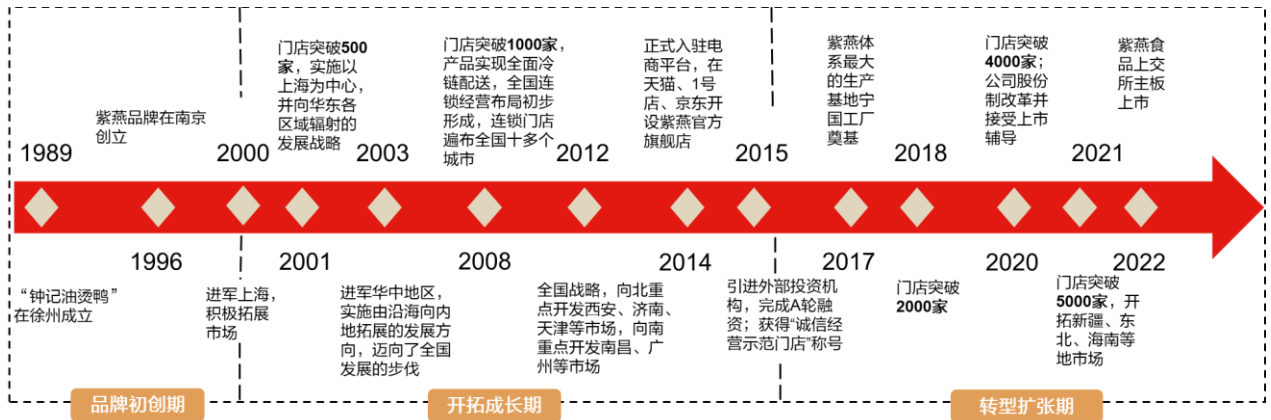 门店突破500
家，实施以
上海为中心，
并向华东各
区域辐射的
发展战略
门店突破1000家，
产品实现全面冷
链配送，全国连
锁经营布局初步
形成，连锁门店
遍布全国十多个
城市
正式入驻电
商平台，在
天猫、1号
店、京东开
设紫燕官方
旗舰店
紫燕体
系最大
的生产
基地宁
国工厂
奠基
门店突破
4000家；
公司股份
制改革并
接受上市
辅导
紫燕食
品上交
所主板
上市
紫燕品牌在南京
创立
1989
2000
2003
2012
2015
2018
2021
1996
2001
2008
2014
2017
2020
2022
“钟记油烫鸭”
在徐州成立
进军上海，
积极拓展
市场
进军华中地区，
实施由沿海向内
地拓展的发展方
向，迈向了全国
发展的步伐
全国战略，向北重
点开发西安、济南、
天津等市场，向南
重点开发南昌、广
州等市场
引进外部投资机
构，完成A轮融
资；获得“诚信经
营示范门店”称号
门店突破
2000家
门店突破
5000家，开
拓新疆、东
北、海南等
地市场
品牌初创期
开拓成长期
转型扩张期